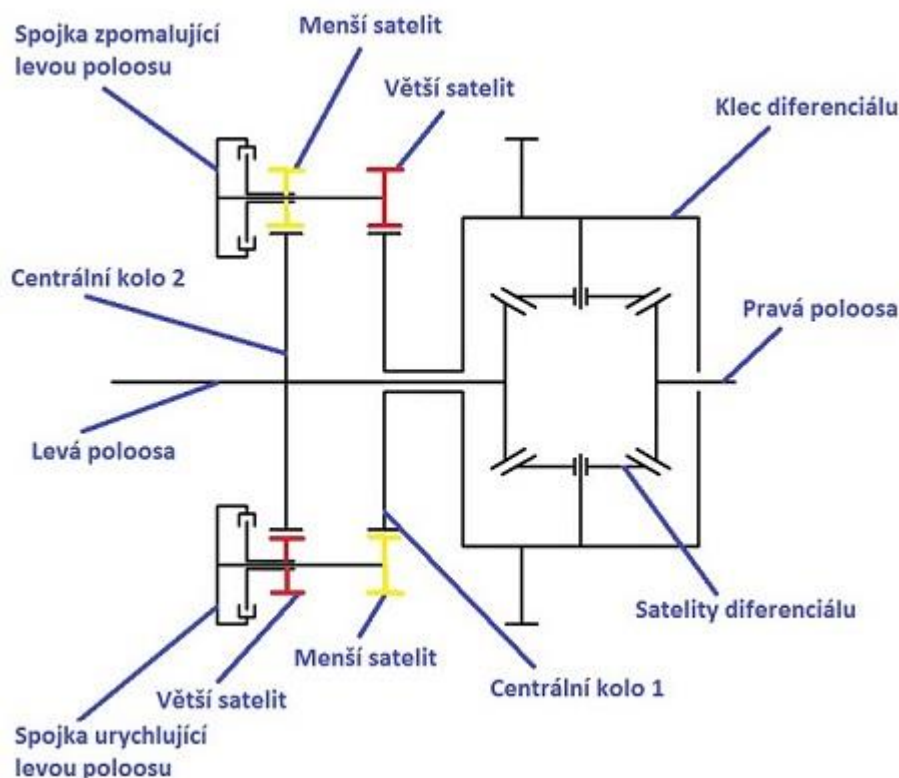 Spojka zpomalující
levou poloosu
Menší satelit
Větší satelit
Klec diferenciálu
Centrální kolo 2
Pravá poloosa
Levá poloosa
Satelity diferenciálu
Menší satelit
Centrální kolo 1
Větší satelit
Spojka urychlující
levou poloosu